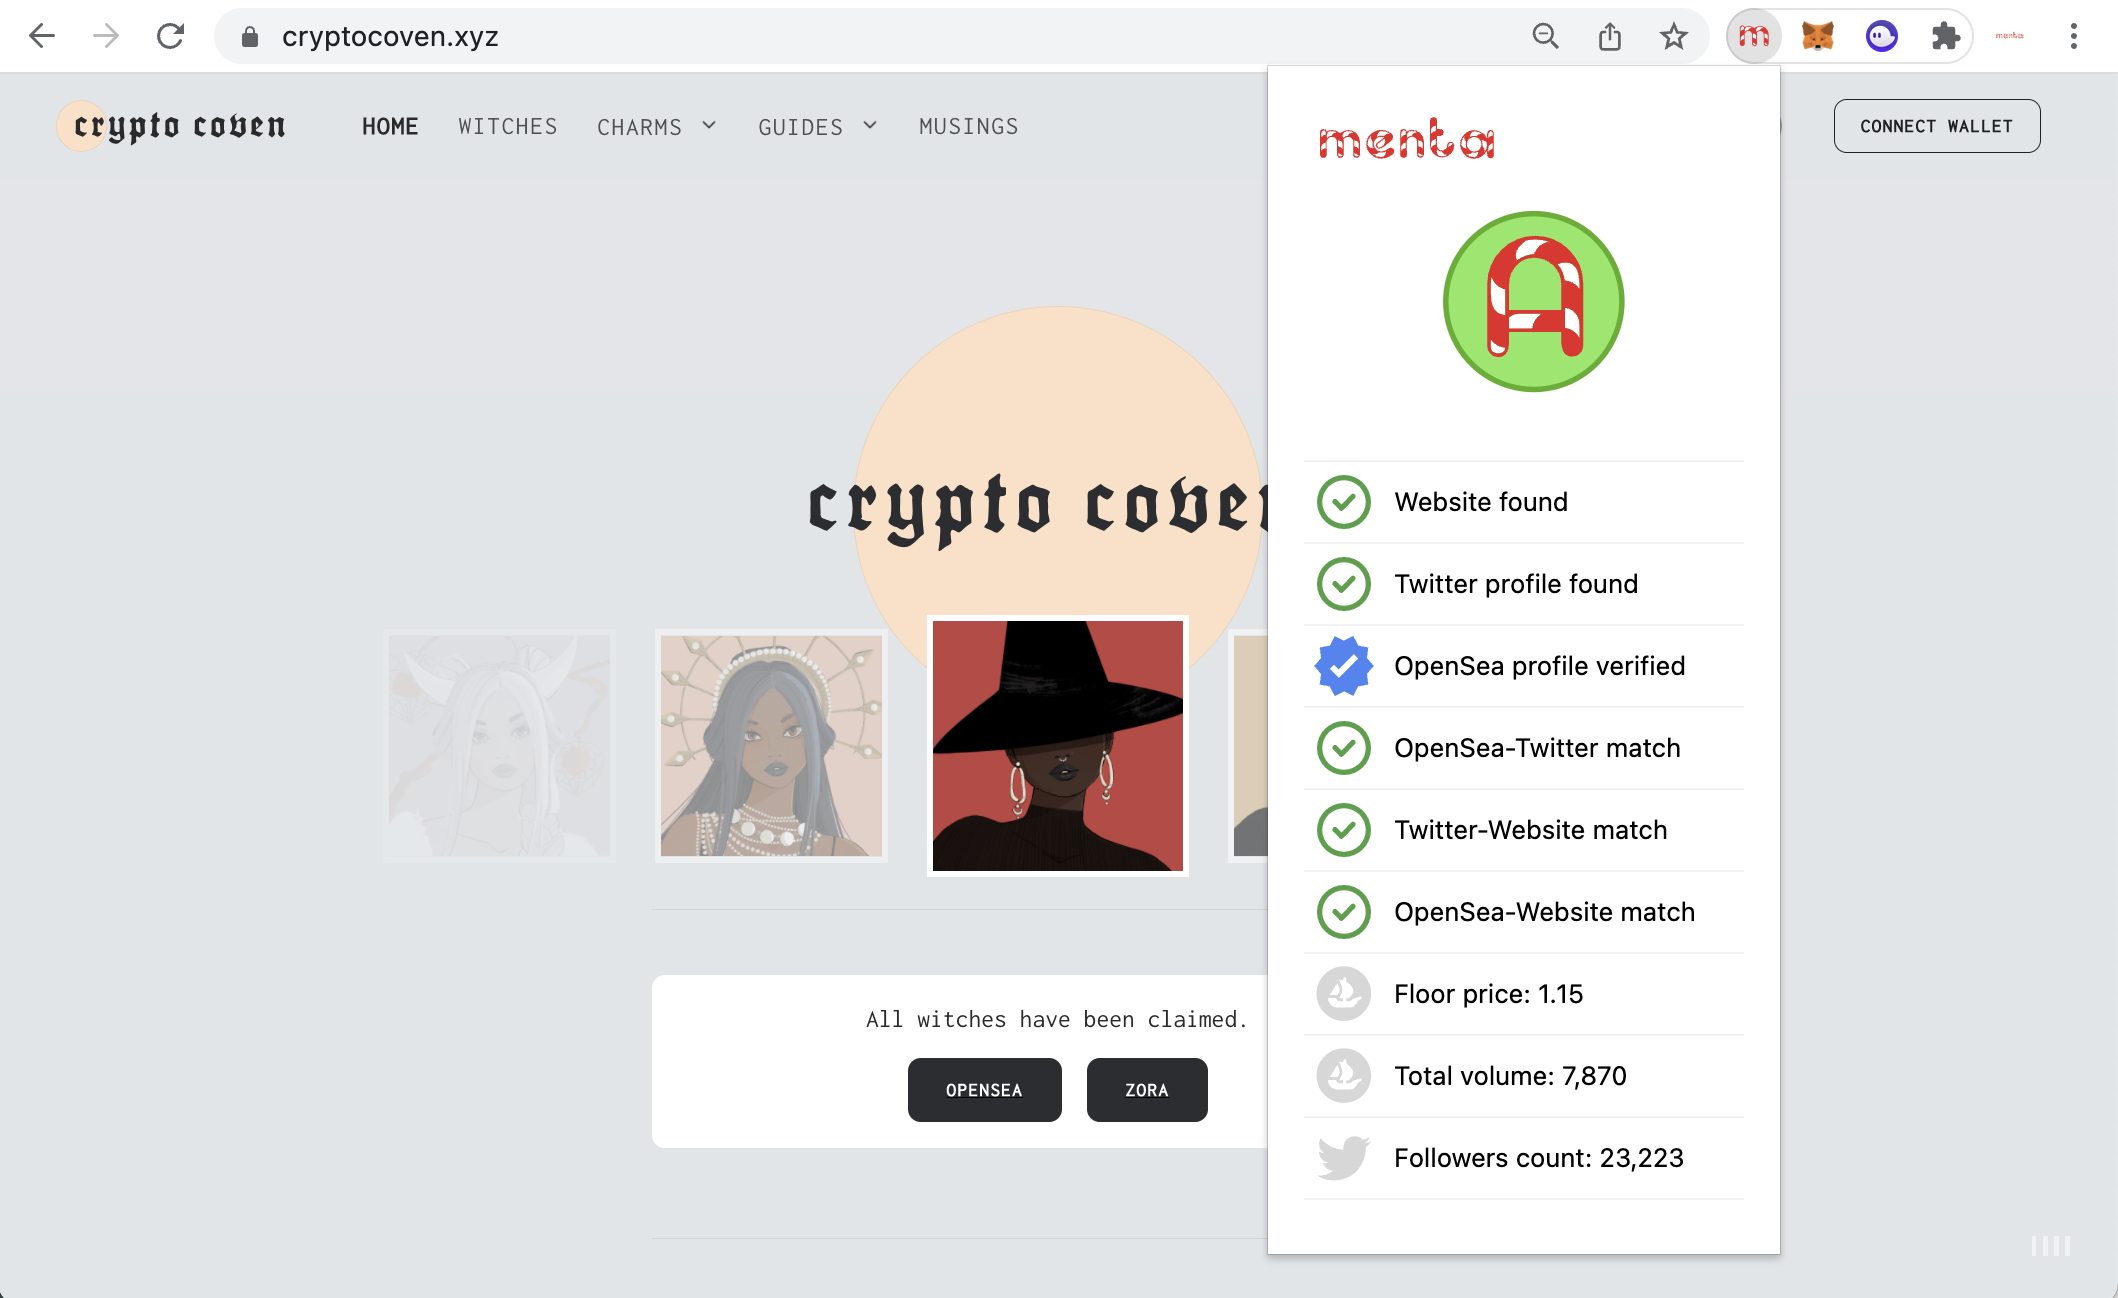 cryptocoven.xyz
m
menta
crypto coven
HOME
WITCHES
CHARMS
GUIDES
MUSINGS
CONNECT WALLET
menta
A
crypto coven
Website found
Twitter profile found
OpenSea profile verified
OpenSea-Twitter match
Twitter-Website match
OpenSea-Website match
Floor price: 1.15
Total volume: 7,870
Followers count: 23,223
All witches have been claimed.
OPENSEA
ZORA